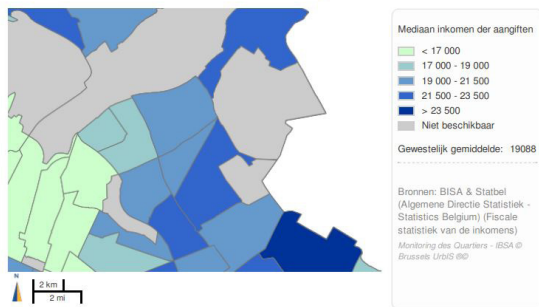 Mediaan inkomen der aangiften
< 17 000
17 000 - 19 000
19 000 - 21 500
21 500 - 23 500
> 23 500
Niet beschikbaar
Gewestelijk gemiddelde: 19088
Bronnen: BISA & Statbel
(Algemene Directie Statistiek -
Statistics Belgium) (Fiscale
statistiek van de inkomens)
Monitoring des Quartiers - IBSA ©
Brussels UrbIS ®©
N
2 km
2 mi